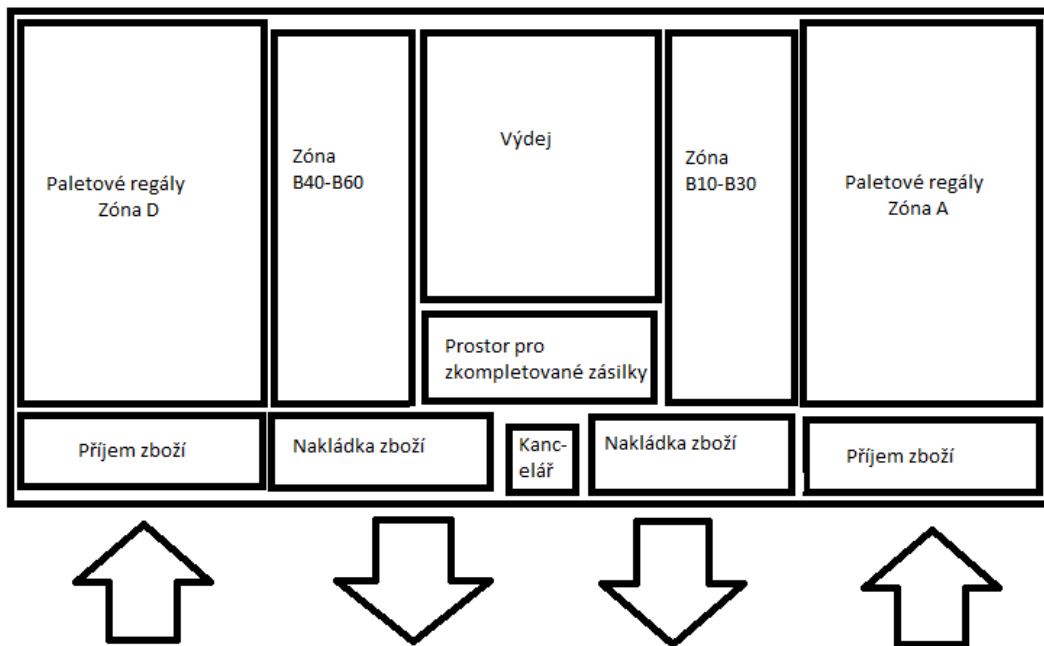 Paletové regály
Zóna D
Zóna
B40-B60
Výdej
Zóna
B10-B30
Paletové regály
Zóna A
Prostor pro
zkompletované zásilky
Příjem zboží
Nakládka zboží
Kanc-
elář
Nakládka zboží
Příjem zboží